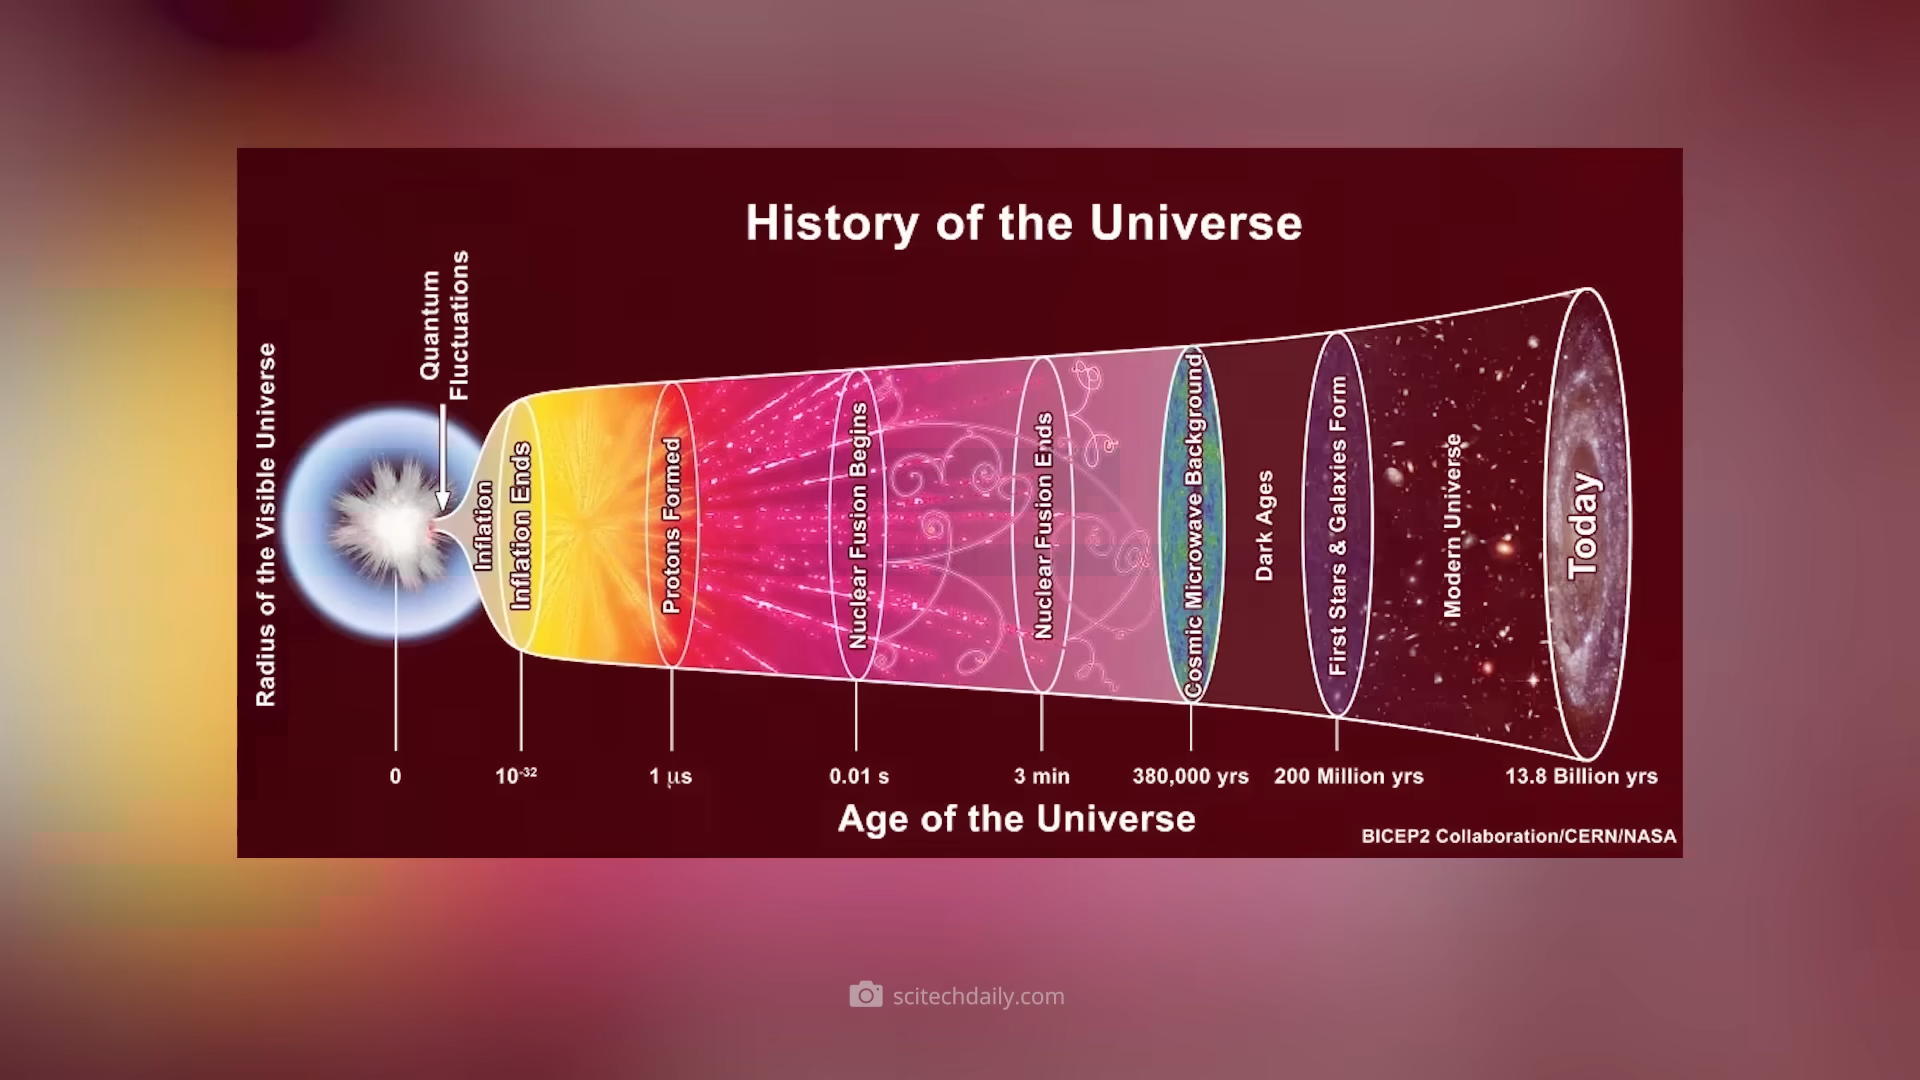 History of the Universe
Radius of the Visible Universe
Quantum
Fluctuations
Inflation
Inflation Ends
Protons Formed
Nuclear Fusion Begins
Nuclear Fusion Ends
Cosmic Microwave Background
Dark Ages
First Stars & Galaxies Form
Modern Universe
Today
0
10⁻³²
1 µs
0.01 s
3 min
380,000 yrs
200 Million yrs
13.8 Billion yrs
Age of the Universe
BICEP2 Collaboration/CERN/NASA
scitechdaily.com